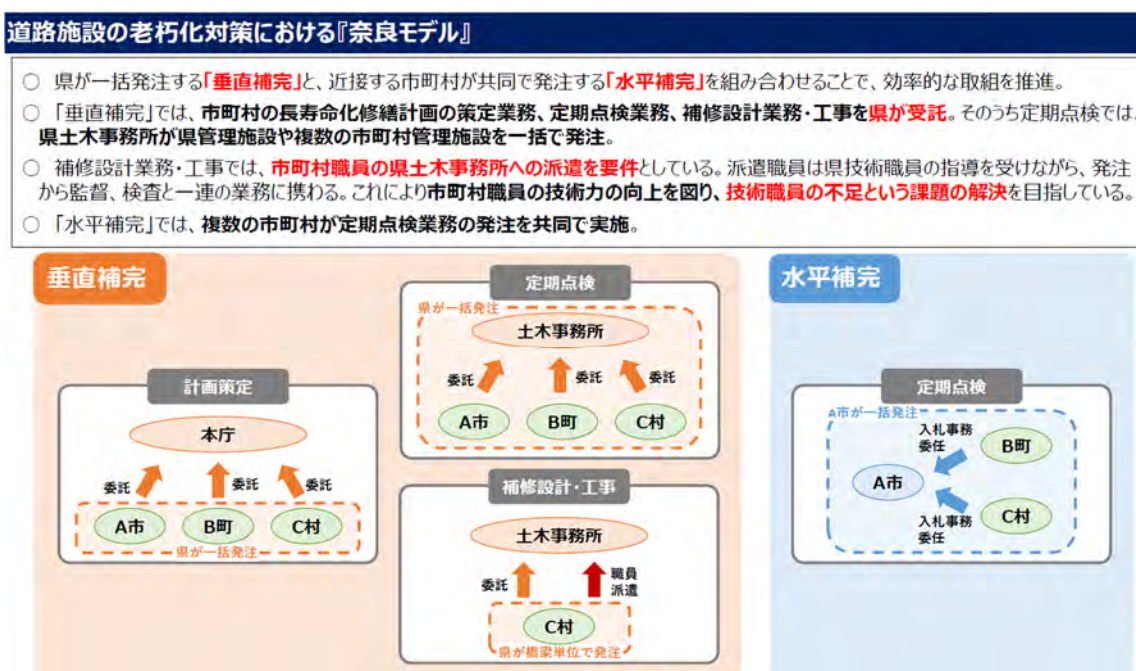 道路施設の老朽化対策における『奈良モデル』
○ 県が一括発注する「垂直補完」と、近接する市町村が共同で発注する「水平補完」を組み合わせることで、効率的な取組を推進。
○ 「垂直補完」では、市町村の長寿命化修繕計画の策定業務、定期点検業務、補修設計業務・工事を県が受託。そのうち定期点検では、
県土木事務所が県管理施設や複数の市町村管理施設を一括で発注。
○ 補修設計業務・工事では、市町村職員の県土木事務所への派遣を要件としている。派遣職員は県技術職員の指導を受けながら、発注
から監督、検査と一連の業務に携わる。これにより市町村職員の技術力の向上を図り、技術職員の不足という課題の解決を目指している。
○ 「水平補完」では、複数の市町村が定期点検業務の発注を共同で実施。
垂直補完
計画策定
本庁
委託 委託 委託
A市 B町 C村
県が一括発注
定期点検
県が一括発注
土木事務所
委託 委託 委託
A市 B町 C村
補修設計・工事
土木事務所
委託
職員
派遣
C村
県が橋梁単位で発注
水平補完
定期点検
A市が一括発注
入札事務
委任
B町
A市
入札事務
委任
C村